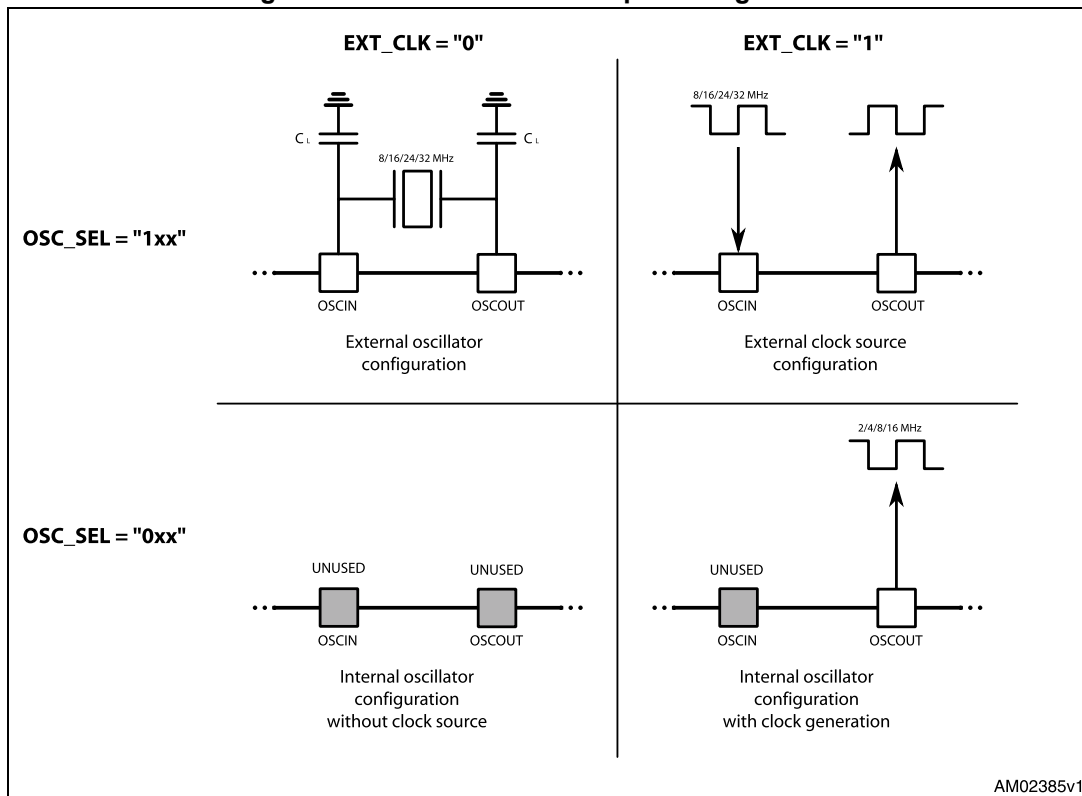 EXT_CLK = "0"
EXT_CLK = "1"
OSC_SEL = "1xx"
CL
8/16/24/32 MHz
CL
OSCIN
OSCOUT
External oscillator
configuration
8/16/24/32 MHz
OSCIN
OSCOUT
External clock source
configuration
OSC_SEL = "0xx"
UNUSED
UNUSED
OSCIN
OSCOUT
Internal oscillator
configuration
without clock source
2/4/8/16 MHz
UNUSED
OSCIN
OSCOUT
Internal oscillator
configuration
with clock generation
AM02385v1